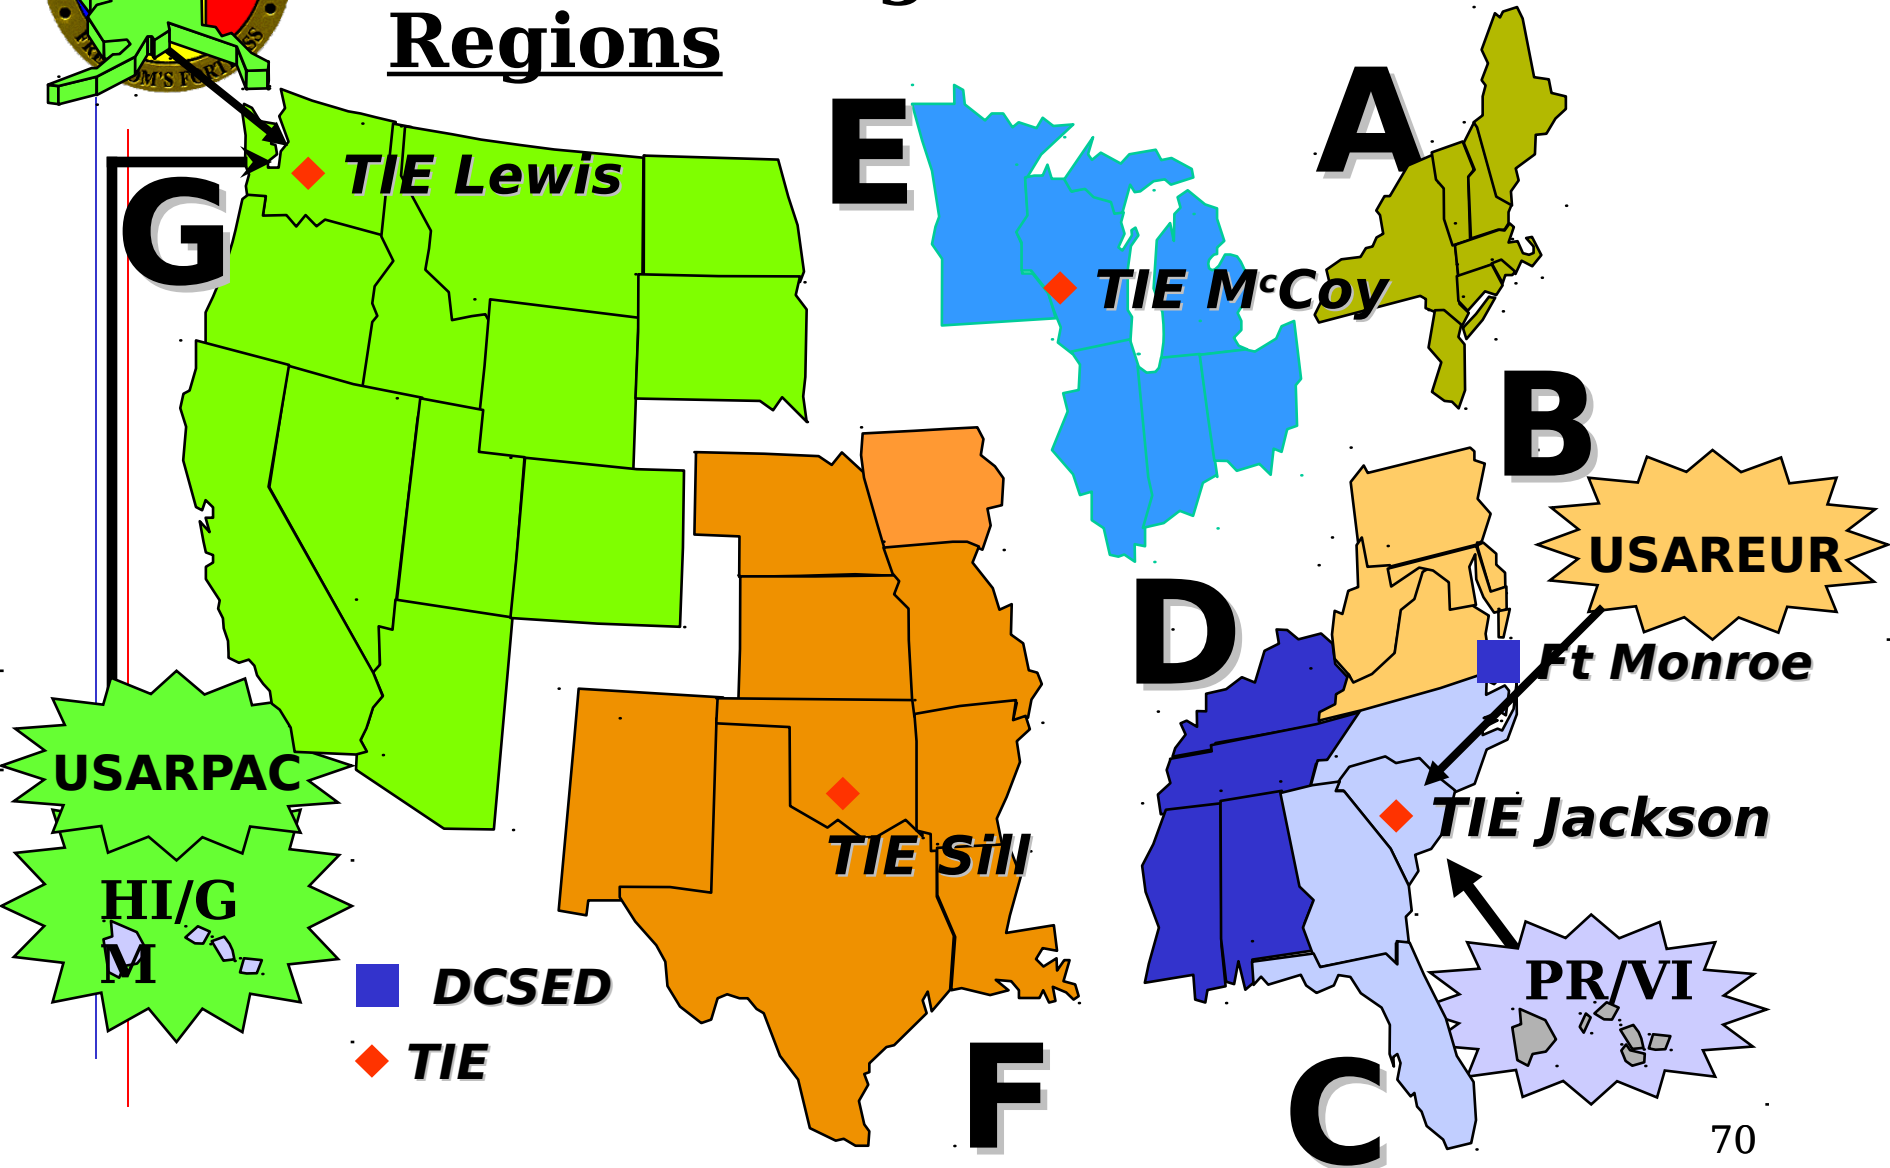 Regions
A
E
TIE Lewis
G
TIE McCoy
B
USAREUR
D
Ft Monroe
USARPAC
TIE Jackson
TIE Sill
HI/G
M
PR/VI
DCSED
TIE
F
C
70